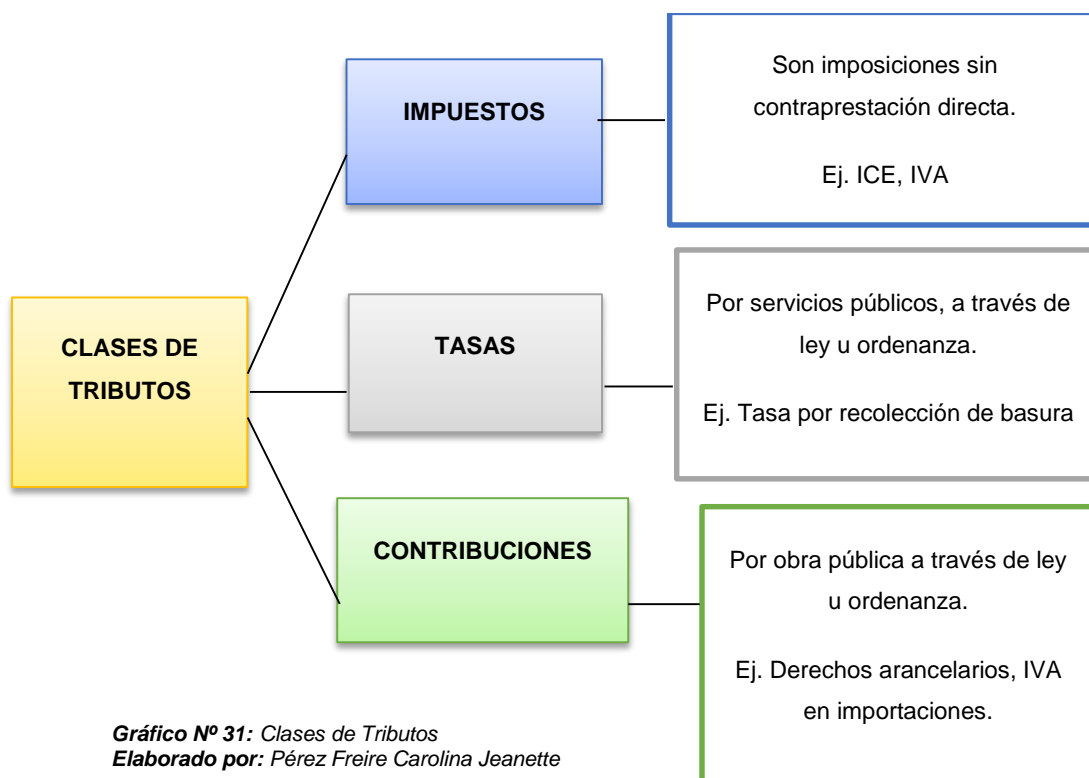 CLASES DE
TRIBUTOS
IMPUESTOS
Son imposiciones sin
contraprestación directa.
Ej. ICE, IVA
TASAS
Por servicios públicos, a través de
ley u ordenanza.
Ej. Tasa por recolección de basura
CONTRIBUCIONES
Por obra pública a través de ley
u ordenanza.
Ej. Derechos arancelarios, IVA
en importaciones.
Gráfico Nº 31: Clases de Tributos
Elaborado por: Pérez Freire Carolina Jeanette